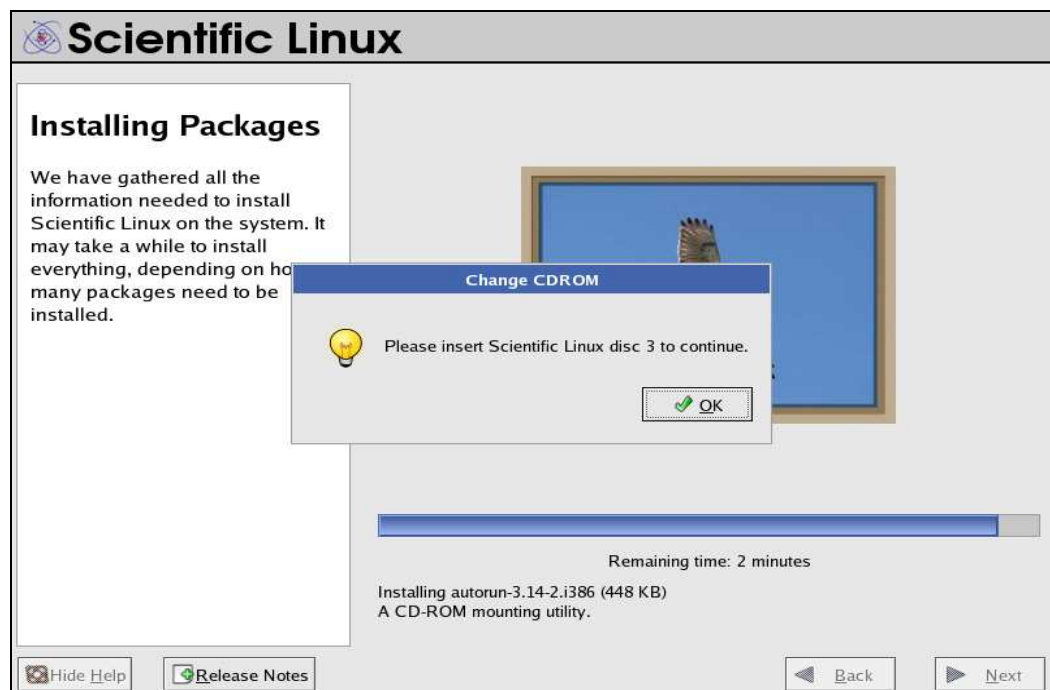 Scientific Linux
Installing Packages
We have gathered all the
information needed to install
Scientific Linux on the system. It
may take a while to install
everything, depending on ho
many packages need to be
installed.
Change CDROM
Please insert Scientific Linux disc 3 to continue.
OK
Remaining time: 2 minutes
Installing autorun-3.14-2.i386 (448 KB)
A CD-ROM mounting utility.
Hide Help
Release Notes
Back
Next